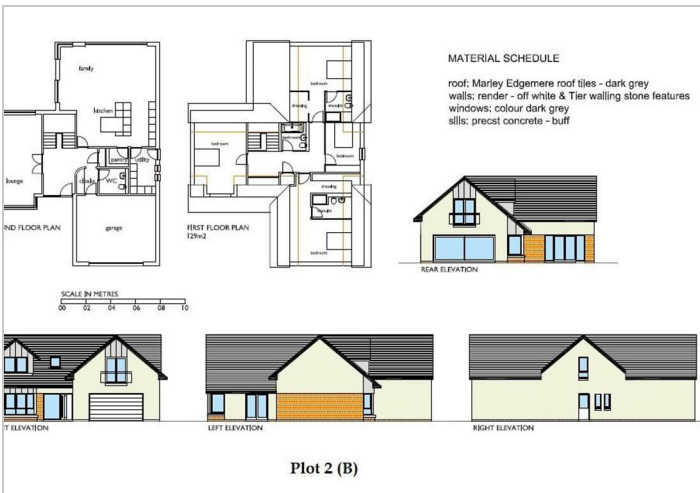 family
kitchen
pantry
utility
lounge
cloaks
WC
garage
ND FLOOR PLAN
bedroom
dressing
ensuite
bathroom
bedroom
bedroom
dressing
ensuite
bedroom
FIRST FLOOR PLAN
129m2
MATERIAL SCHEDULE
roof; Marley Edgemere roof tiles - dark grey
walls; render - off white & Tier walling stone features
windows; colour dark grey
sills; precst concrete - buff
REAR ELEVATION
SCALE IN METRES
00 02 04 06 08 10
T ELEVATION
LEFT ELEVATION
RIGHT ELEVATION
Plot 2 (B)